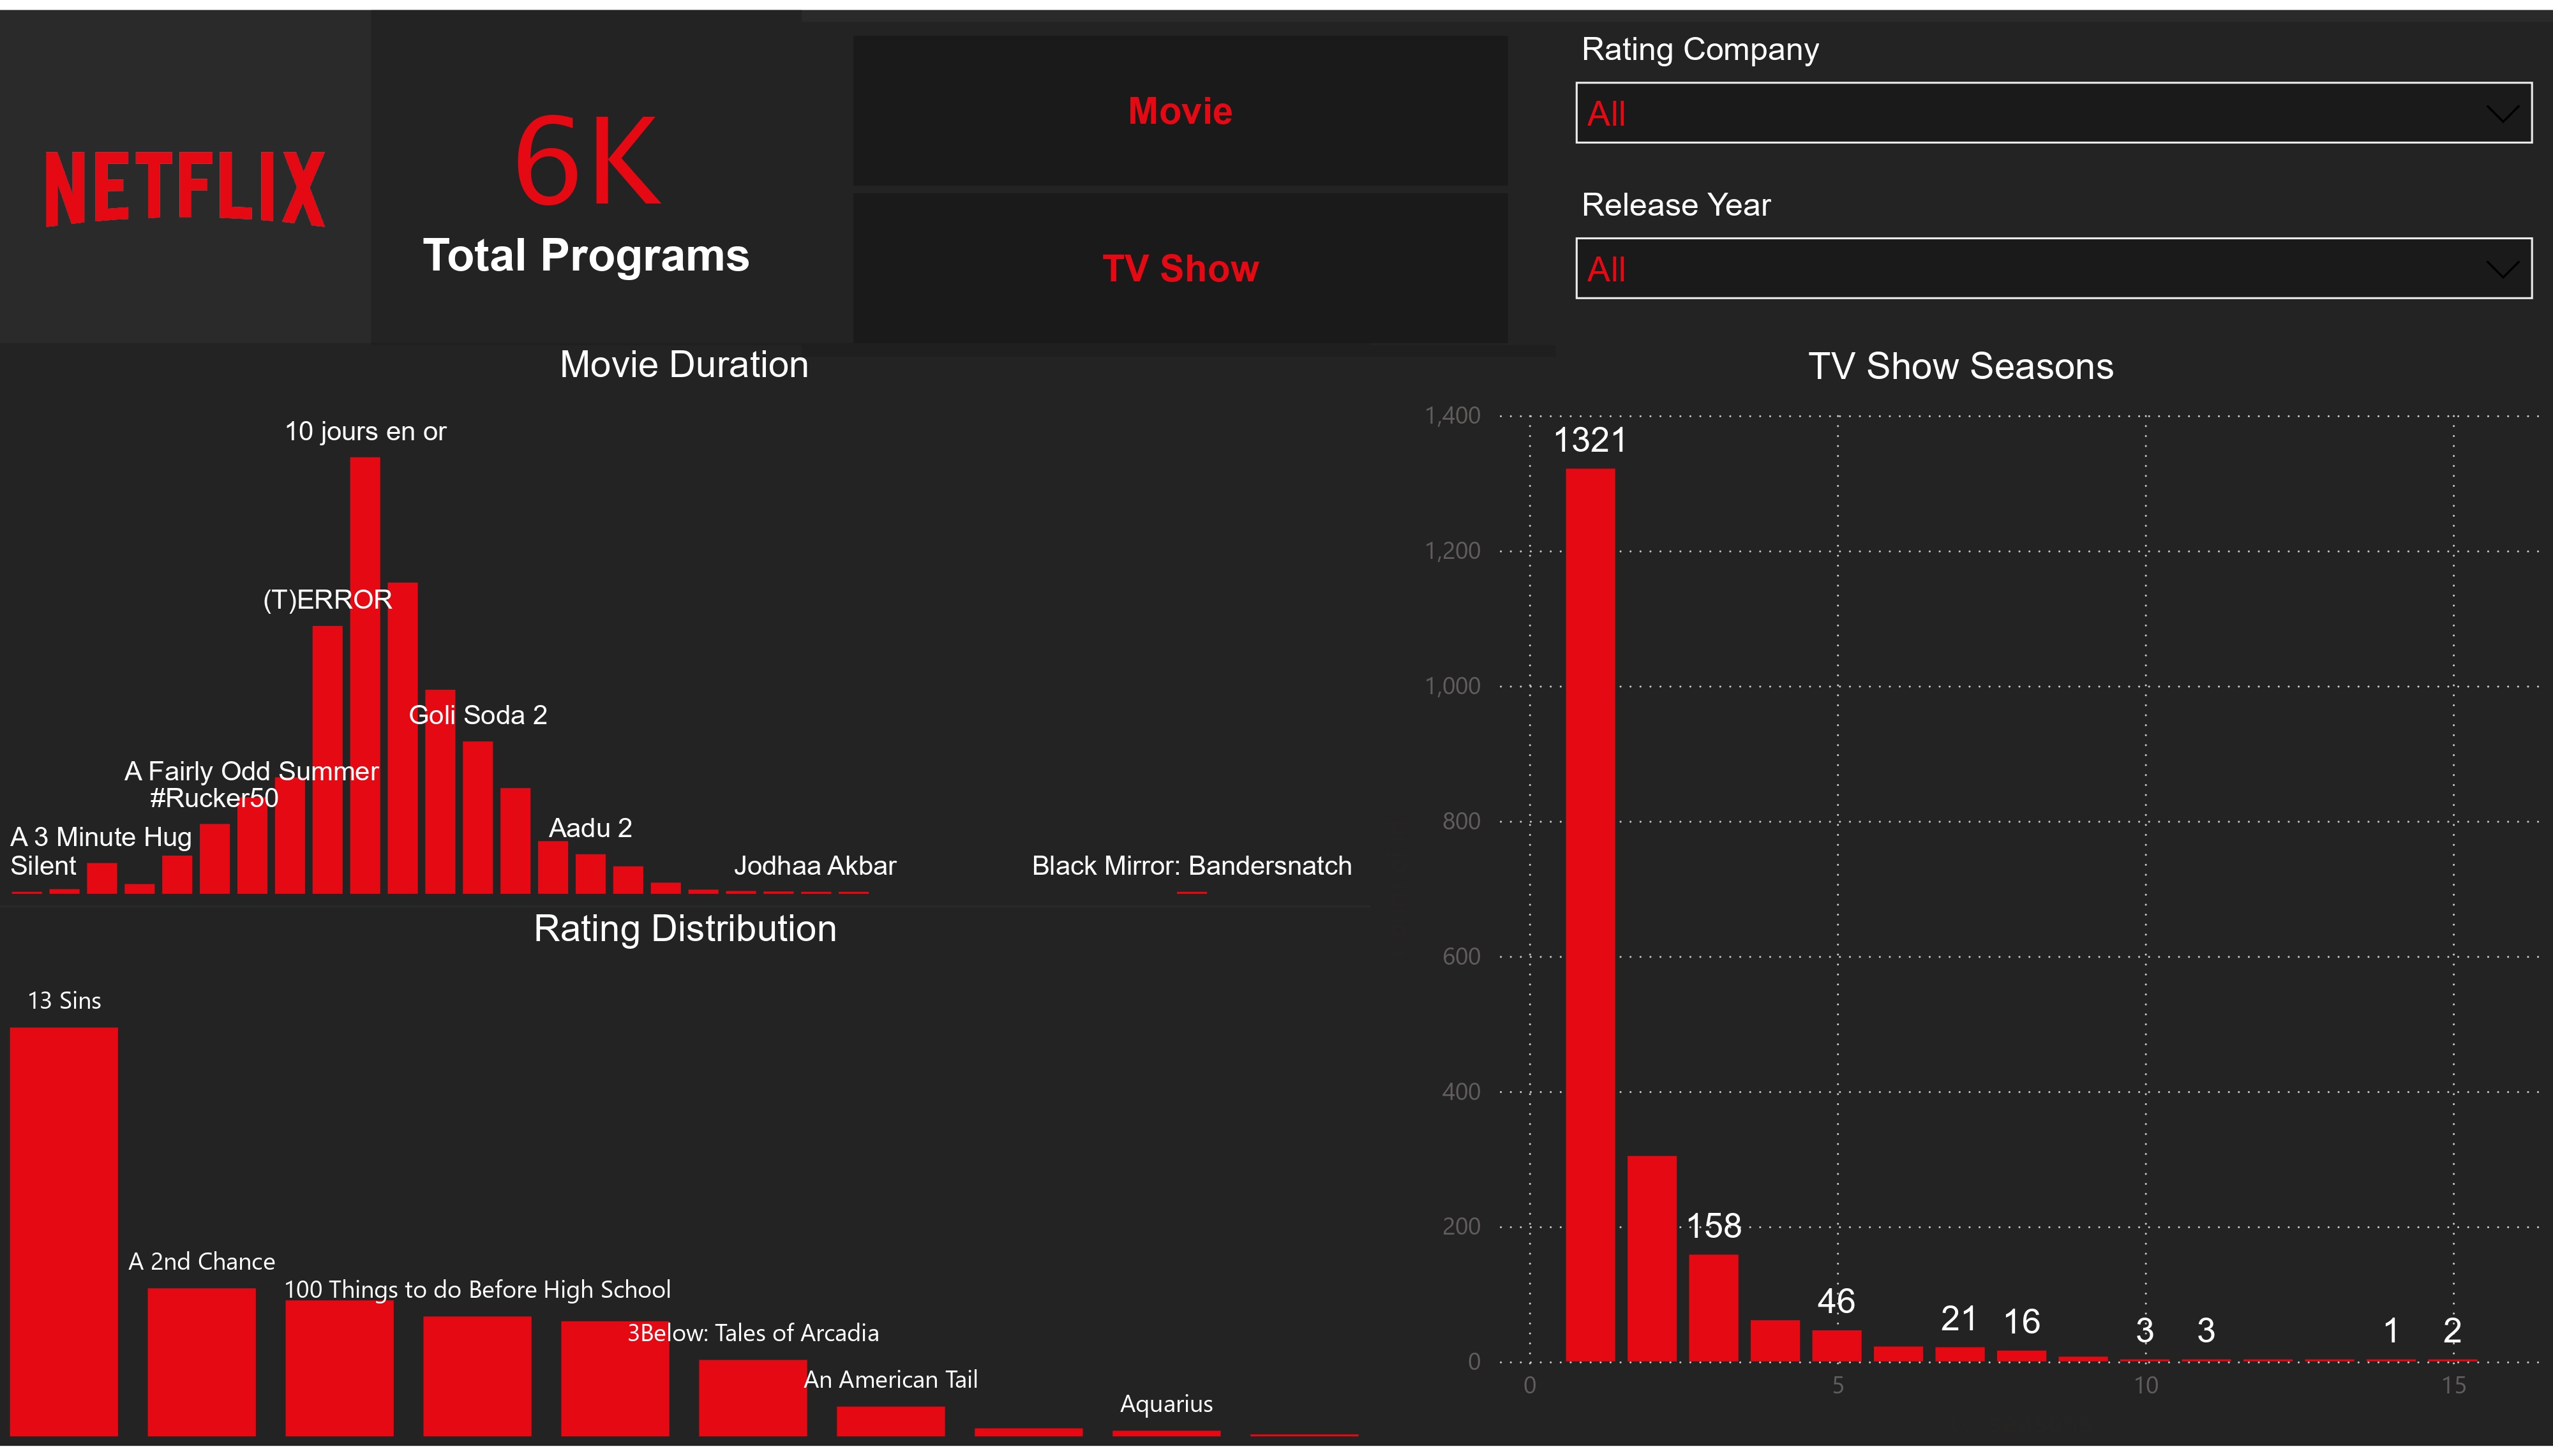 NETFLIX
6K
Total Programs
Movie
TV Show
Rating Company
All
Release Year
All
Movie Duration
10 jours en or
(T)ERROR
Goli Soda 2
A Fairly Odd Summer
#Rucker50
A 3 Minute Hug
Silent
Aadu 2
Jodhaa Akbar
Black Mirror: Bandersnatch
Rating Distribution
13 Sins
A 2nd Chance
100 Things to do Before High School
3Below: Tales of Arcadia
An American Tail
Aquarius
TV Show Seasons
1,400
1321
1,200
1,000
800
600
400
200
158
46
21
16
3
3
1
2
0
0
5
10
15